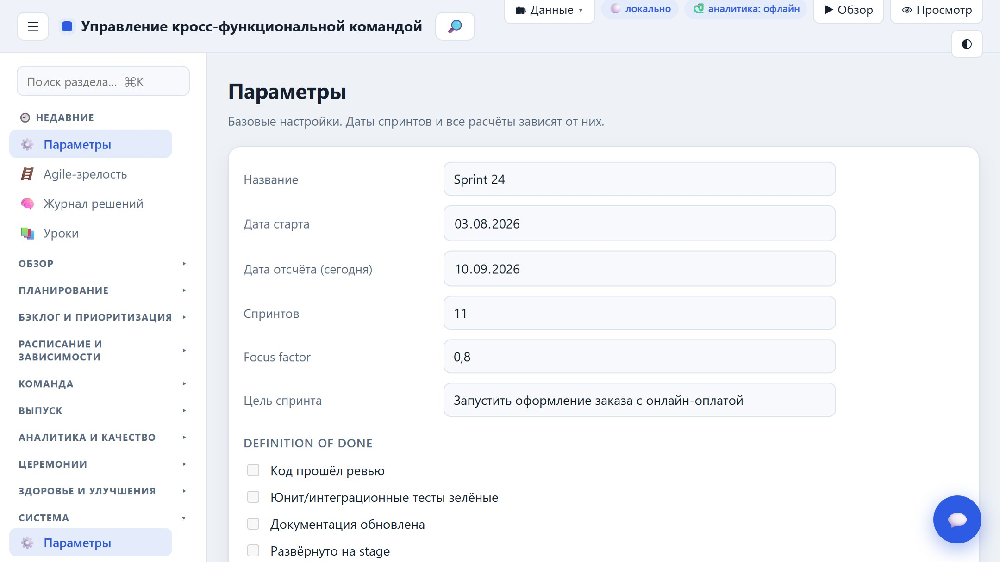 Управление кросс-функциональной командой
Данные
локально
аналитика: офлайн
Обзор
Просмотр
Поиск раздела... ⌘K
НЕДАВНИЕ
Параметры
Agile-зрелость
Журнал решений
Уроки
ОБЗОР
ПЛАНИРОВАНИЕ
БЭКЛОГ И ПРИОРИТИЗАЦИЯ
РАСПИСАНИЕ И
ЗАВИСИМОСТИ
КОМАНДА
ВЫПУСК
АНАЛИТИКА И КАЧЕСТВО
ЦЕРЕМОНИИ
ЗДОРОВЬЕ И УЛУЧШЕНИЯ
СИСТЕМА
Параметры
Параметры
Базовые настройки. Даты спринтов и все расчёты зависят от них.
Название
Sprint 24
Дата старта
03.08.2026
Дата отсчёта (сегодня)
10.09.2026
Спринтов
11
Focus factor
0,8
Цель спринта
Запустить оформление заказа с онлайн-оплатой
DEFINITION OF DONE
Код прошёл ревью
Юнит/интеграционные тесты зелёные
Документация обновлена
Развёрнуто на stage